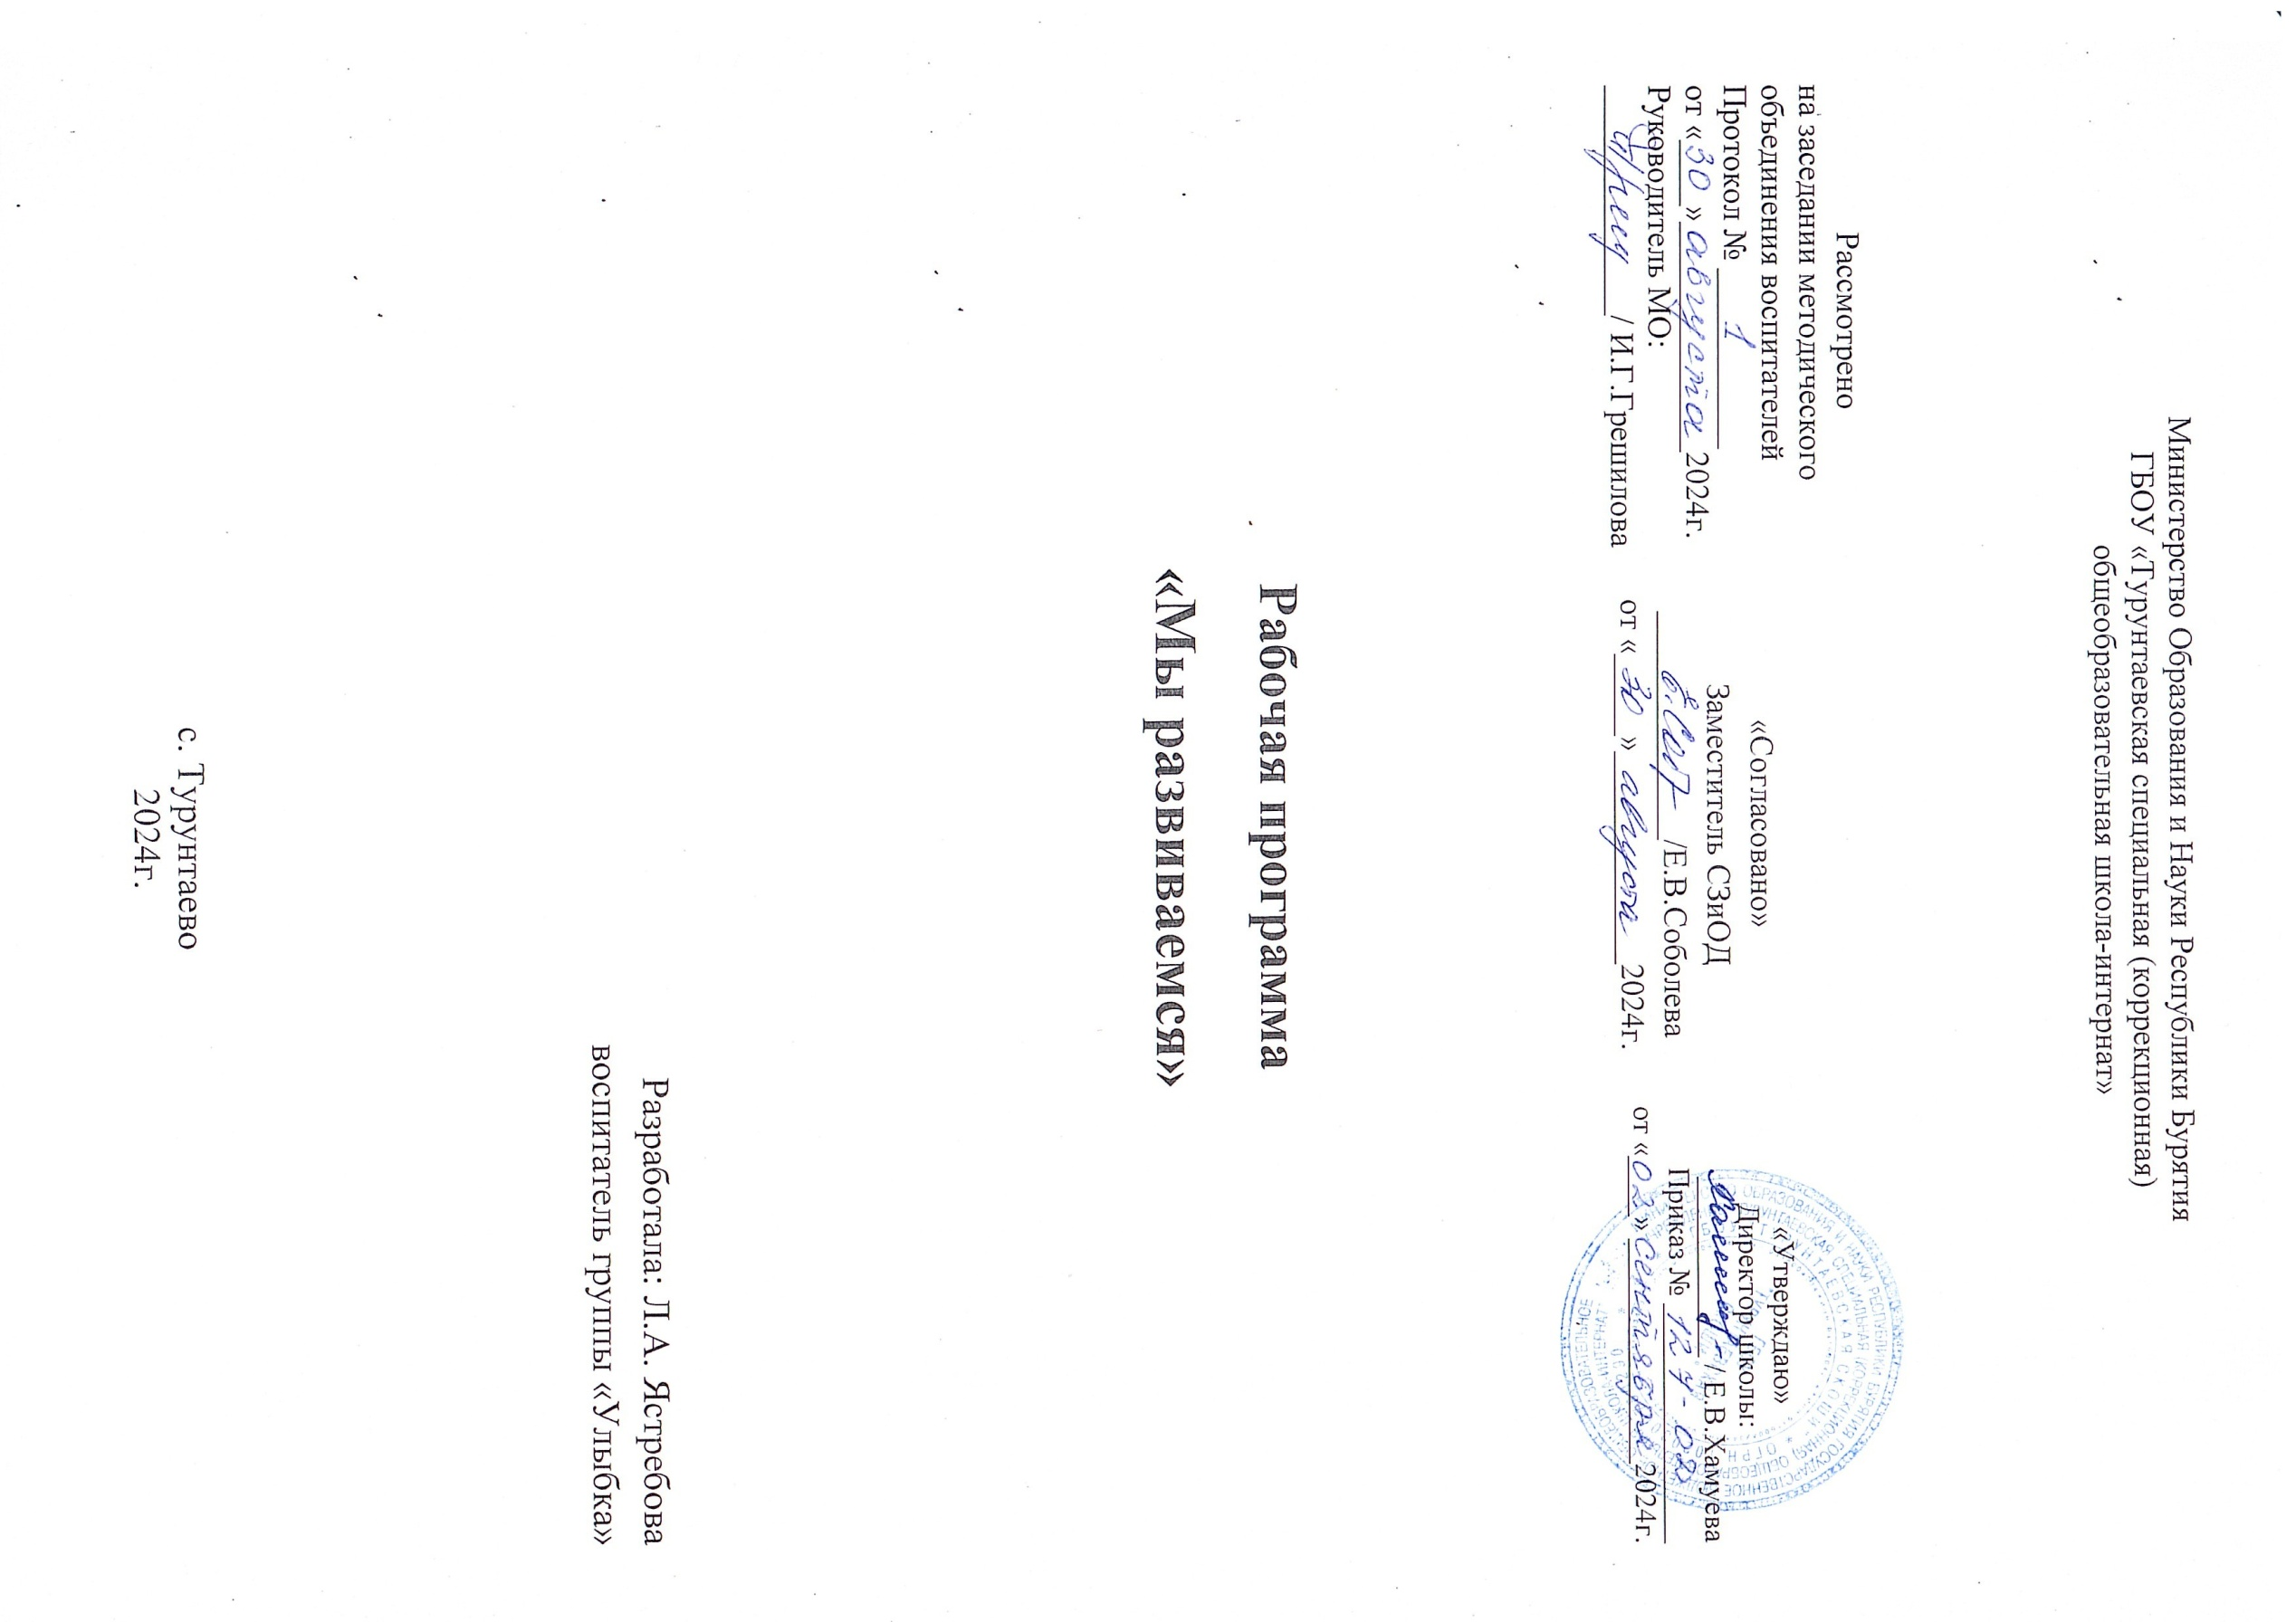 Министерство Образования и Науки Республики Бурятия
ГБОУ «Турунтаевская специальная (коррекционная)
общеобразовательная школа-интернат»
Рассмотрено
на заседании методического
объединения воспитателей
Протокол № 1
от «30» августа 2024г.
Руководитель МО:
/ И.Г.Грешилова
«Согласовано»
Заместитель СЗиОД
/Е.В.Соболева
от «30» августа 2024г.
«Утверждаю»
Директор школы:
/ Е.В.Хамуева
Приказ № 127-02
от «02» сентября 2024г.
Рабочая программа
«Мы развиваемся»
Разработала: Л.А. Ястребова
воспитатель группы «Улыбка»
с. Турунтаево
2024г.